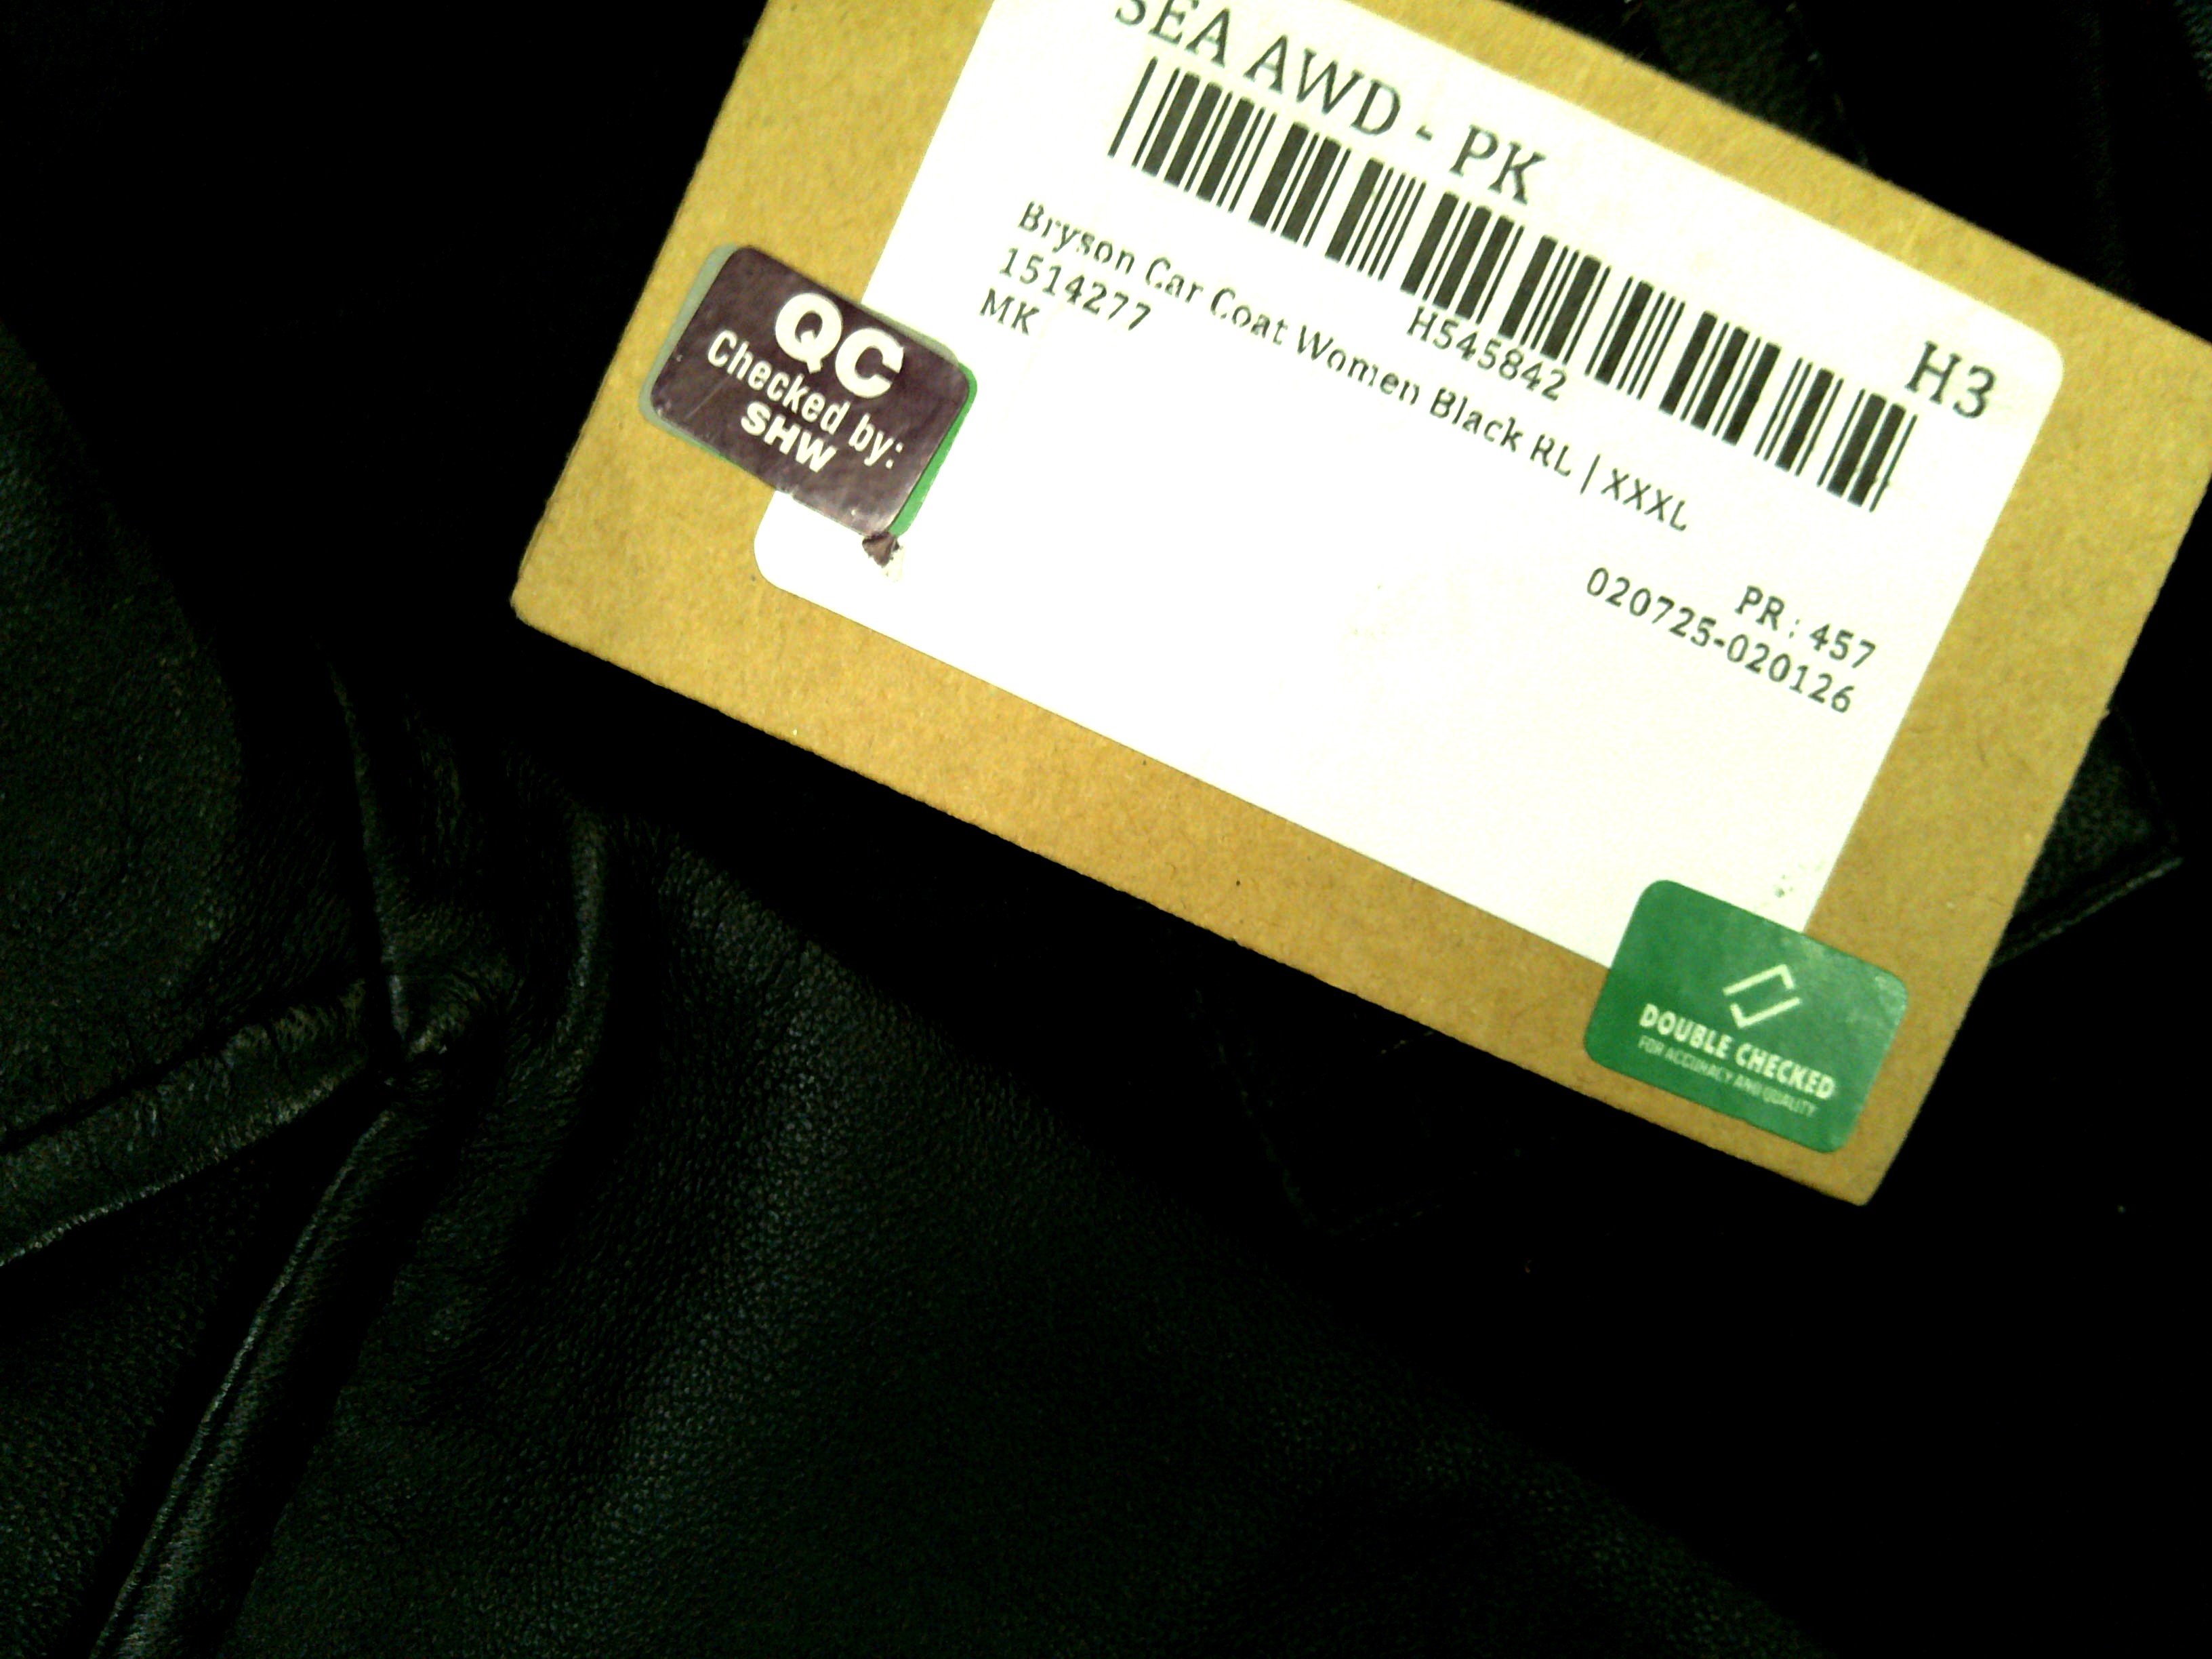 SEA AWD - PK
H3
H545842
Bryson Car Coat Women Black RL | XXXL
1514277
MK
PR: 457
020725-020126
QC
Checked by:
SHW
DOUBLE CHECKED
FOR ACCURACY AND QUALITY